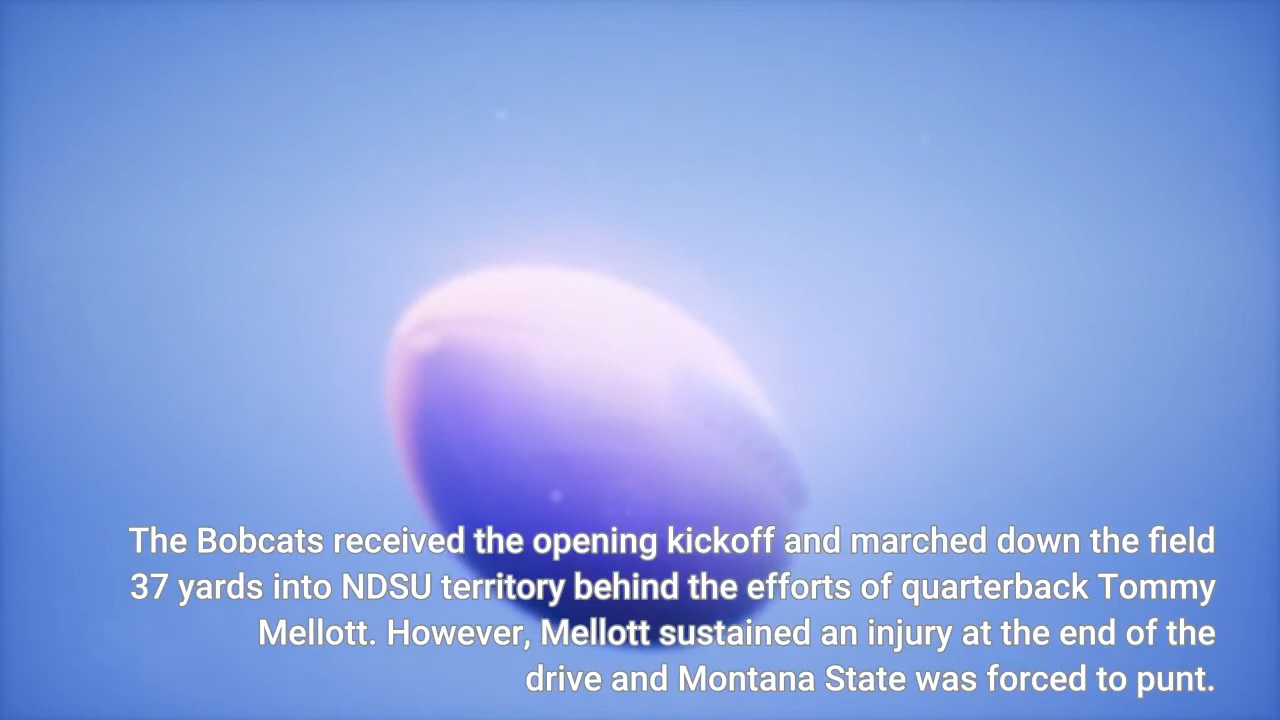 The Bobcats received the opening kickoff and marched down the field
37 yards into NDSU territory behind the efforts of quarterback Tommy
Mellott. However, Mellott sustained an injury at the end of the
drive and Montana State was forced to punt.